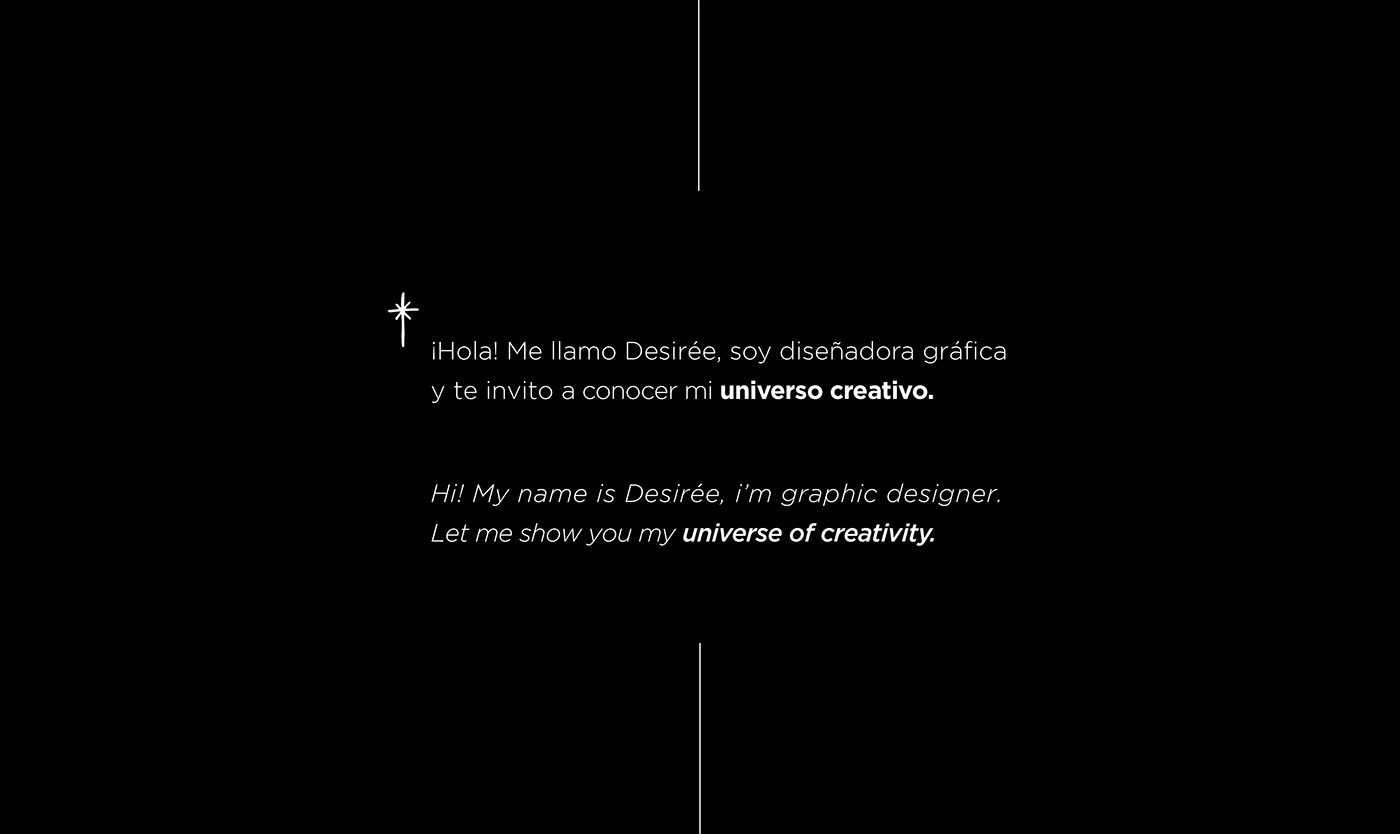 ¡Hola! Me llamo Desirée, soy diseñadora gráfica
y te invito a conocer mi universo creativo.
Hi! My name is Desirée, i’m graphic designer.
Let me show you my universe of creativity.